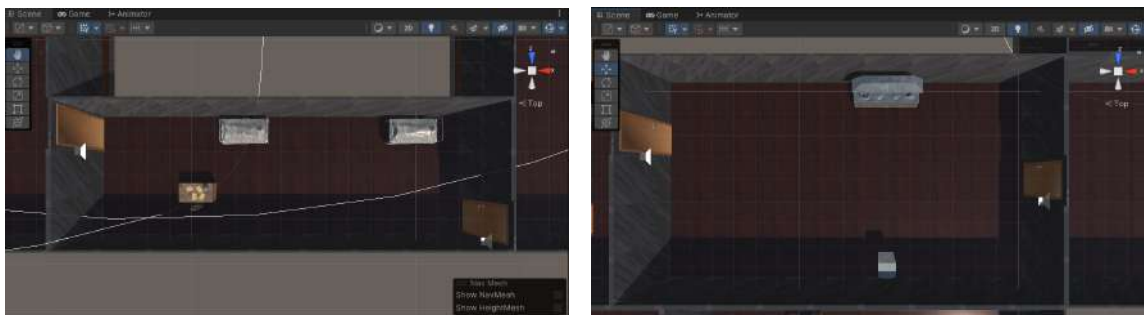 Scene Game Animator
Top
Nav Mesh
Show NavMesh
Show HeightMesh
Scene Game Animator
Top